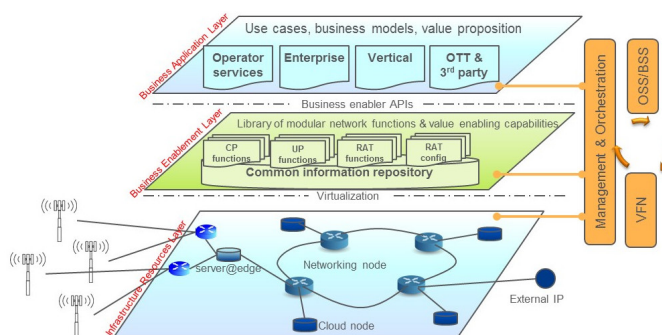 Use cases, business models, value proposition
Business Application Layer
Operator
services
Enterprise
Vertical
OTT &
3rd party
Business enabler APIs
Library of modular network functions & value enabling capabilities
Business Enablement Layer
CP
functions
UP
functions
RAT
functions
RAT
config
Common information repository
Virtualization
Infrastructure Resources Layer
server@edge
Networking node
Cloud node
External IP
Management & Orchestration
OSS/BSS
VFN